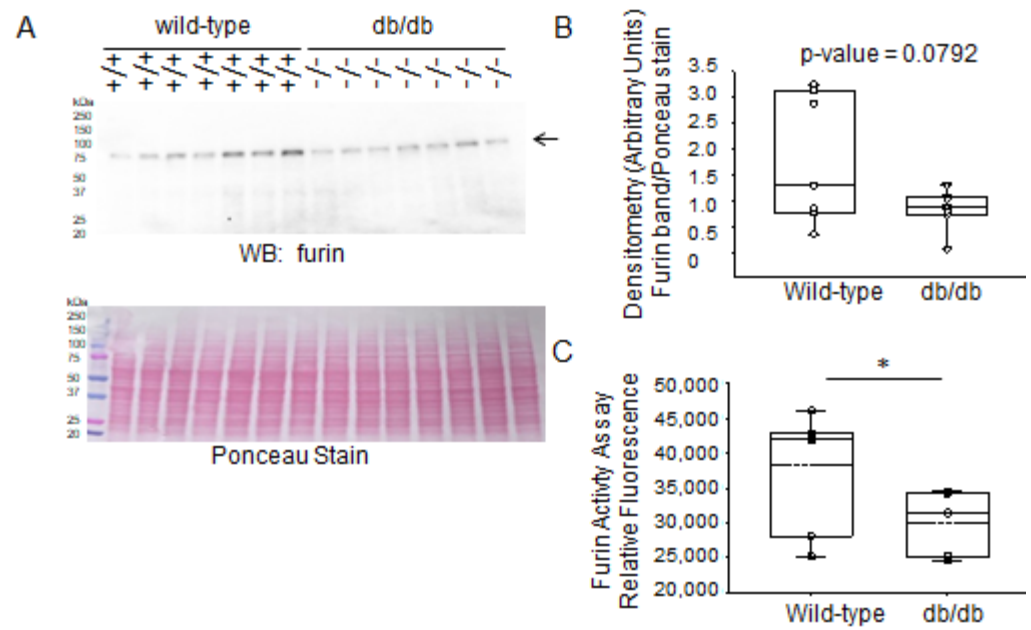 A
wild-type
db/db
+/+ +/+ +/+ +/+ +/+ +/+ +/+ -/- -/- -/- -/- -/- -/- -/-
kDa
250
150
100
75
50
37
25
20
WB: furin
kDa
250
150
100
75
50
37
25
20
Ponceau Stain
B
p-value = 0.0792
Densitometry (Arbitrary Units)
Furin band/Ponceau stain
3.5
3.0
2.5
2.0
1.5
1.0
0.5
0
Wild-type
db/db
C
*
Furin Activty Assay
Relative Fluorescence
50,000
45,000
40,000
35,000
30,000
25,000
20,000
Wild-type
db/db